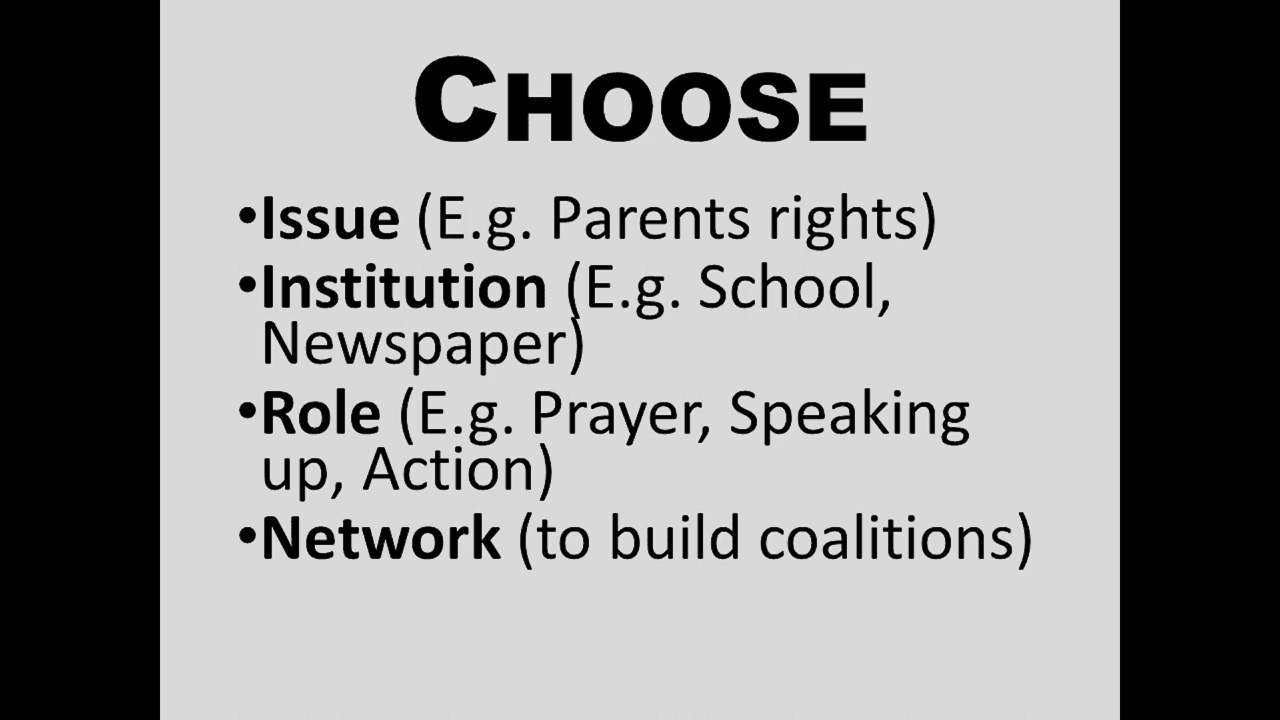 CHOOSE
•Issue (E.g. Parents rights)
•Institution (E.g. School,
Newspaper)
•Role (E.g. Prayer, Speaking
up, Action)
•Network (to build coalitions)